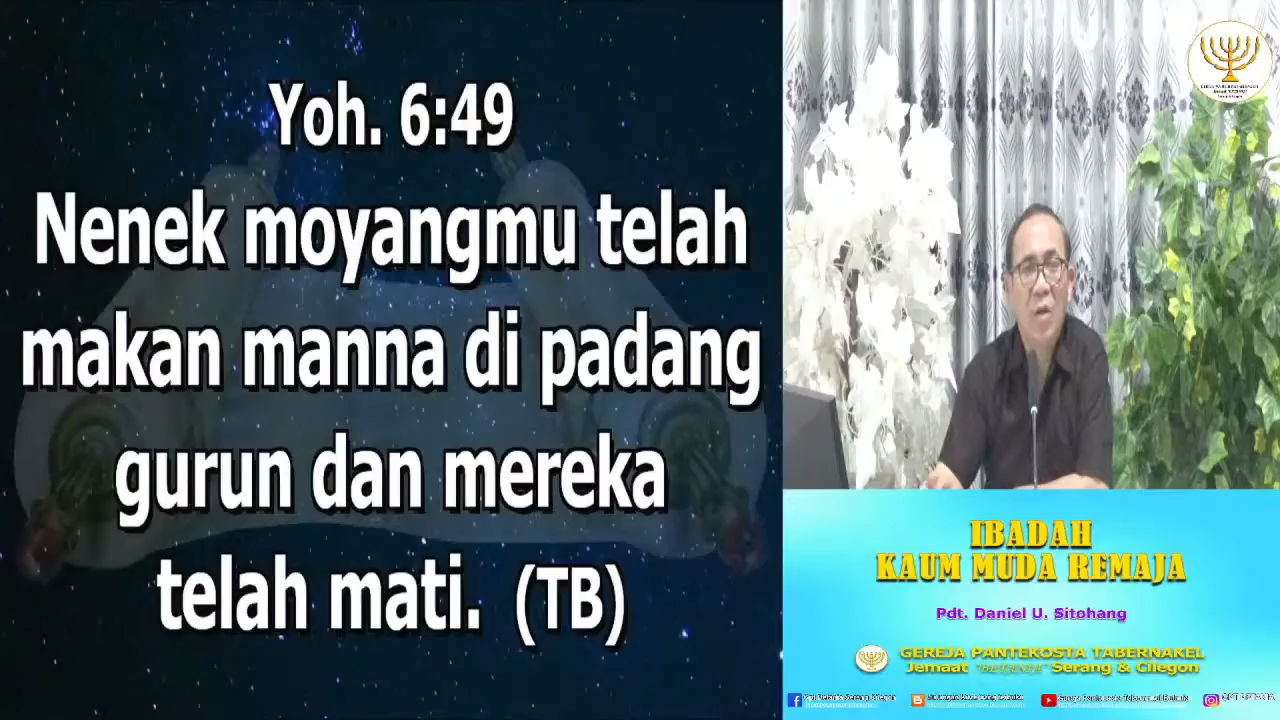 Yoh. 6:49
Nenek moyangmu telah
makan manna di padang
gurun dan mereka
telah mati. (TB)
IBADAH
KAUM MUDA REMAJA
Pdt. Daniel U. Sitohang
GEREJA PANTEKOSTA TABERNAKEL
Jemaat Serang & Cilegon